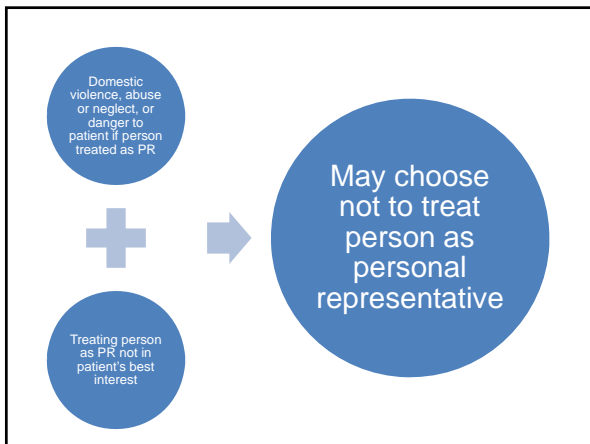 Domestic
violence, abuse
or neglect, or
danger to
patient if person
treated as PR
May choose
not to treat
person as
personal
representative
Treating person
as PR not in
patient's best
interest